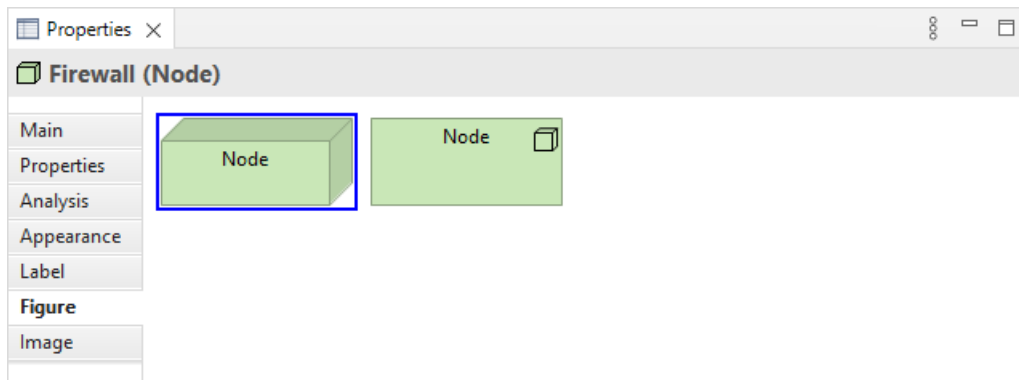 Properties
Firewall (Node)
Main
Properties
Analysis
Appearance
Label
Figure
Image
Node
Node